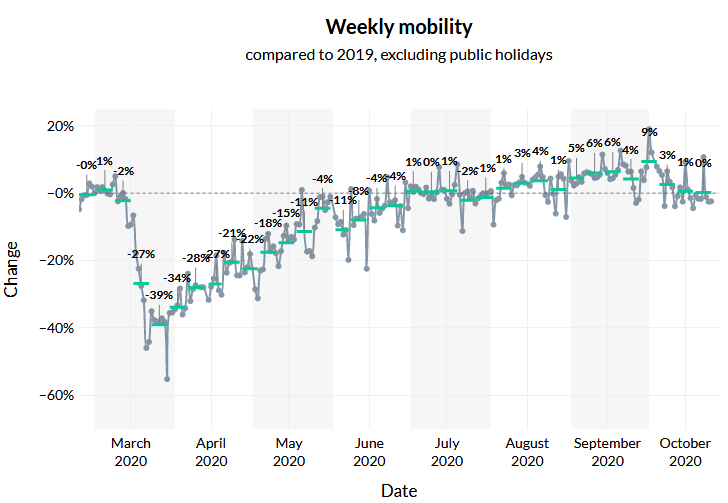 Weekly mobility
compared to 2019, excluding public holidays
20%
-0%
-20%
-40%
-60%
Change
-0% 1% -2% -27% -39% -34% -28% -27% -21% -22% -18% -15% -11% -4% -11% -8% -4% -4% 1% 0% 1% -2% 1% 1% 3% 4% 1% 5% 6% 6% 4% 9% 3% 0% 0%
March April May June July August September October
2020 2020 2020 2020 2020 2020 2020 2020
Date